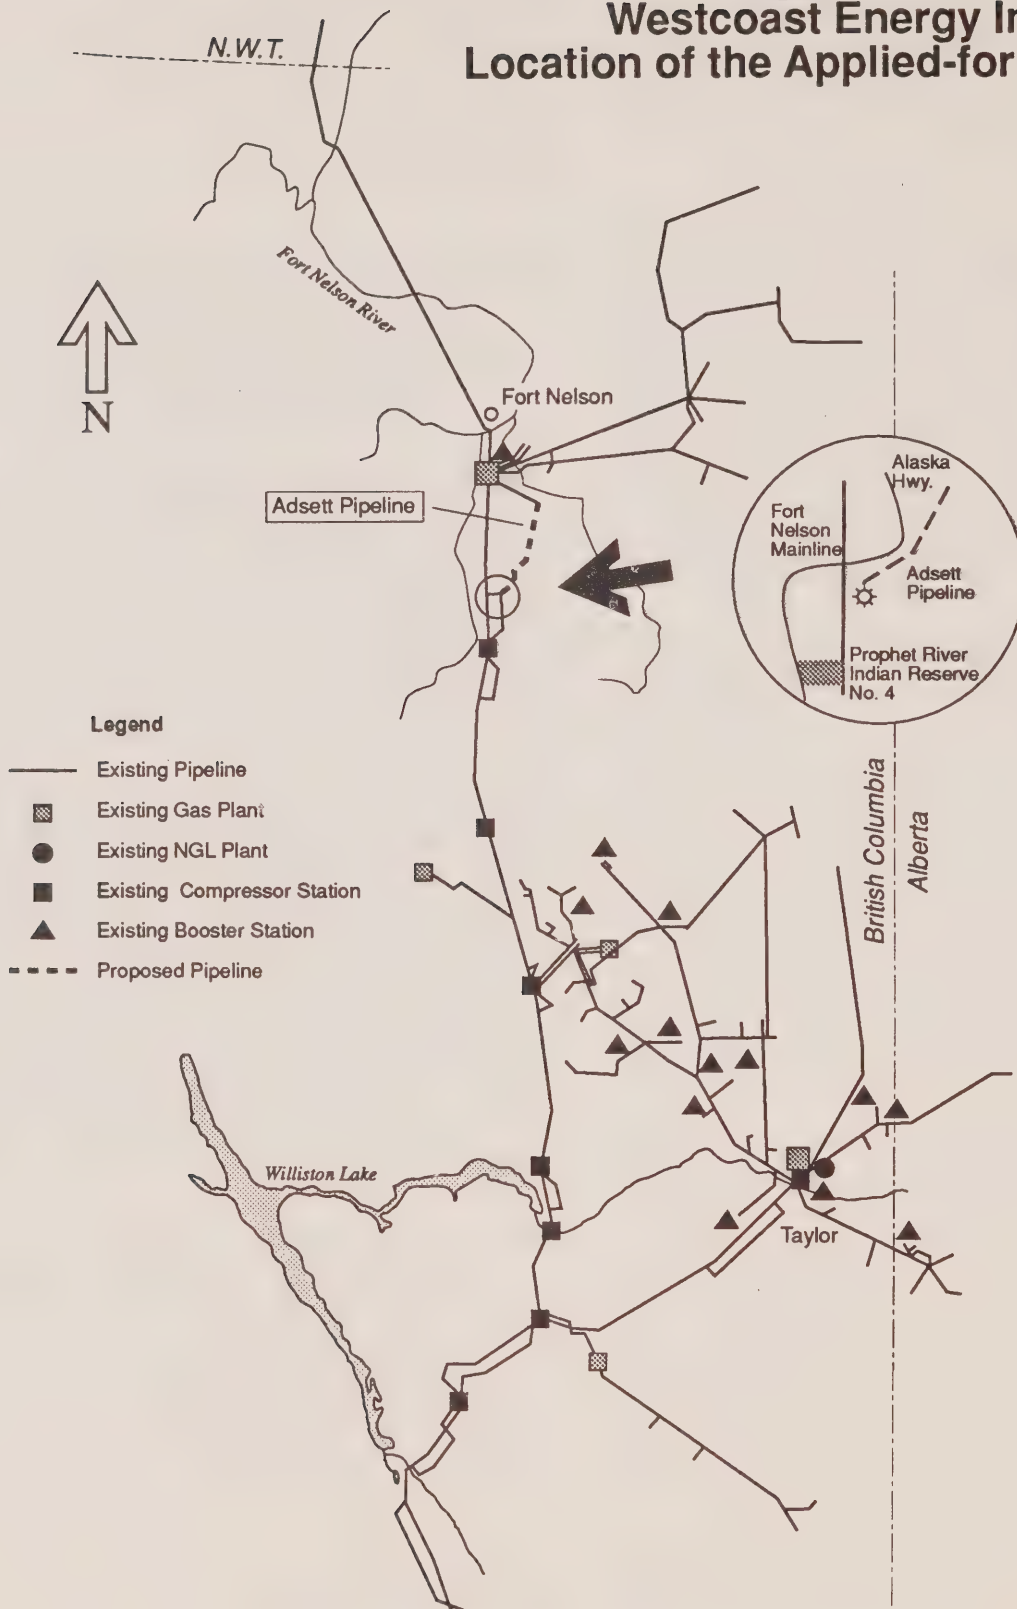 Westcoast Energy In
Location of the Applied-for
N.W.T.
Fort Nelson River
N
Fort Nelson
Adsett Pipeline
Alaska
Hwy.
Fort
Nelson
Mainline
Adsett
Pipeline
Prophet River
Indian Reserve
No. 4
Legend
Existing Pipeline
Existing Gas Plant
Existing NGL Plant
Existing Compressor Station
Existing Booster Station
Proposed Pipeline
British Columbia
Alberta
Williston Lake
Taylor